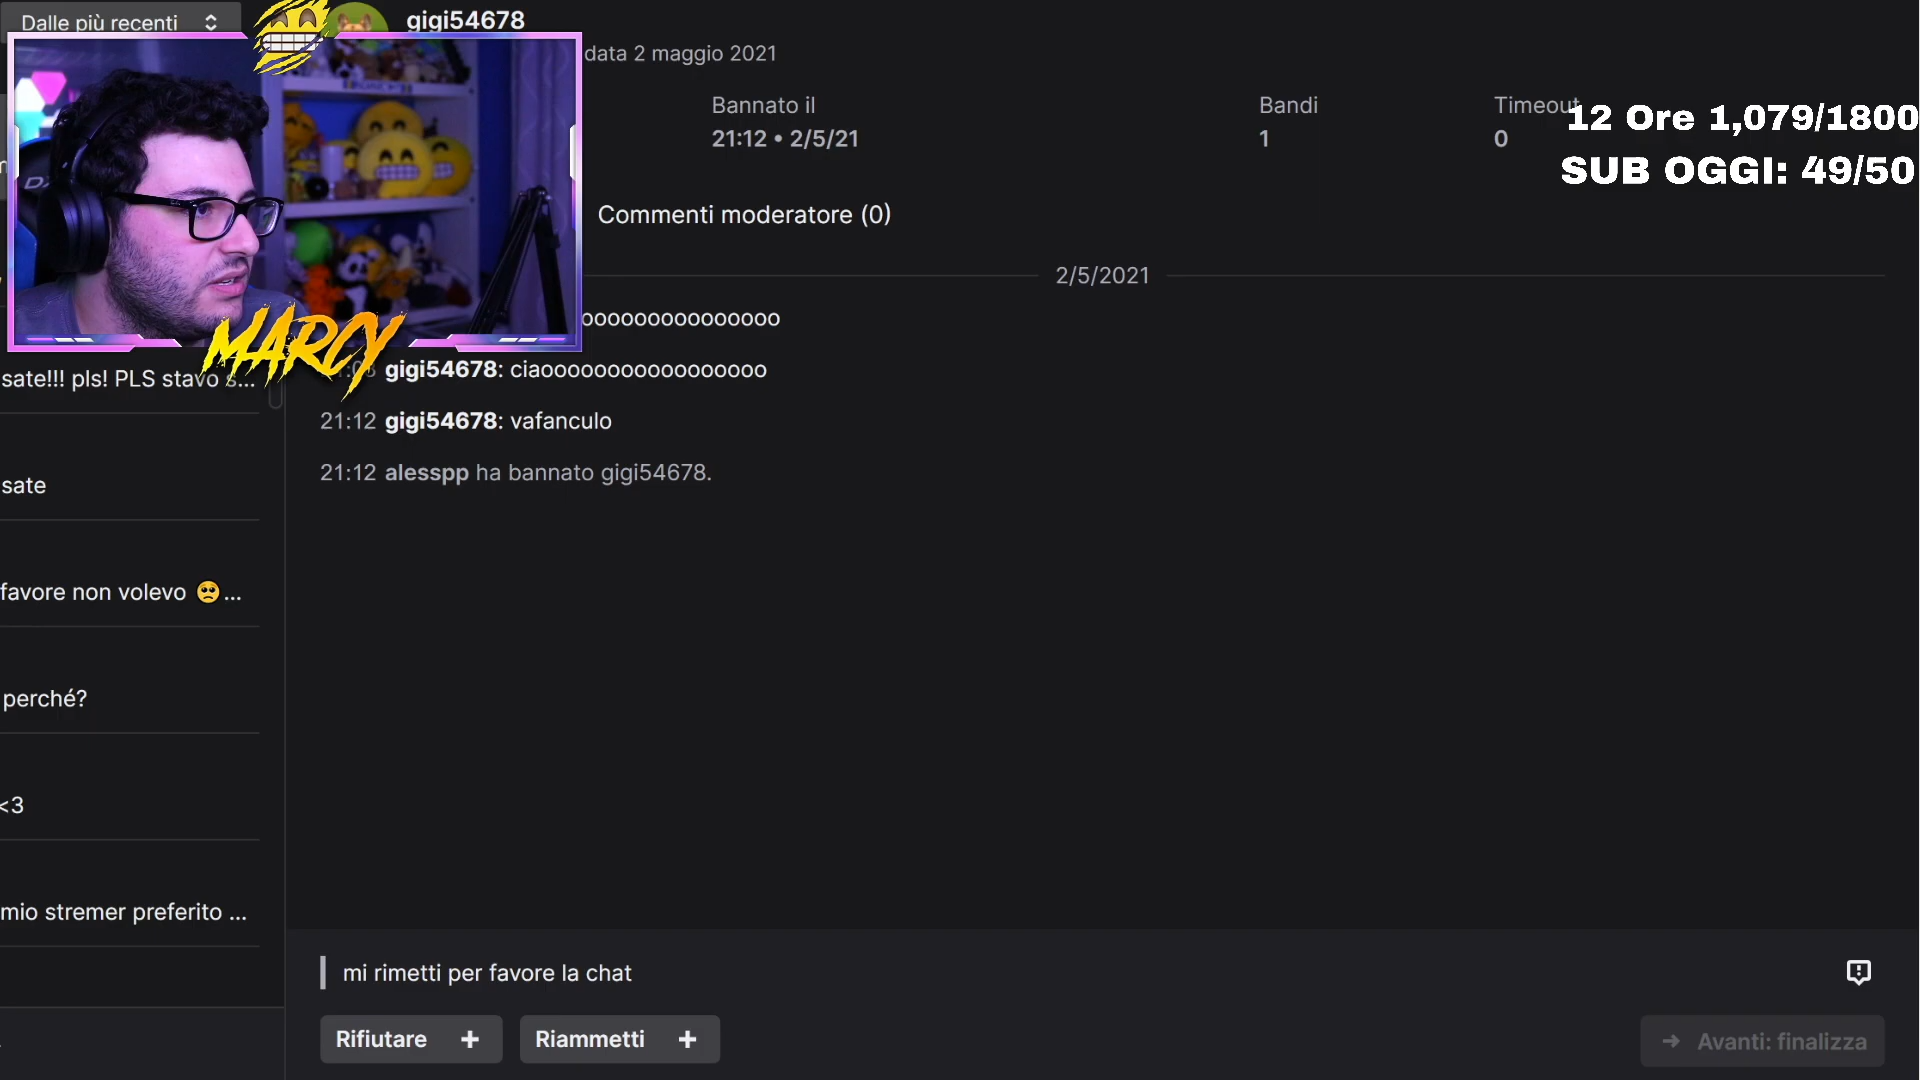 Dalle più recenti
gigi54678
data 2 maggio 2021
Bannato il
21:12 • 2/5/21
Bandi
1
Timeout
0
12 Ore 1,079/1800
SUB OGGI: 49/50
Commenti moderatore (0)
2/5/2021
ooooooooooooooo
MARCY
gigi54678: ciaooooooooooooooooo
21:12 gigi54678: vafanculo
21:12 alesspp ha bannato gigi54678.
sate!!! pls! PLS stavo s...
sate
favore non volevo 🥺...
perché?
<3
mio stremer preferito ...
mi rimetti per favore la chat
Rifiutare +
Riammetti +
→ Avanti: finalizza